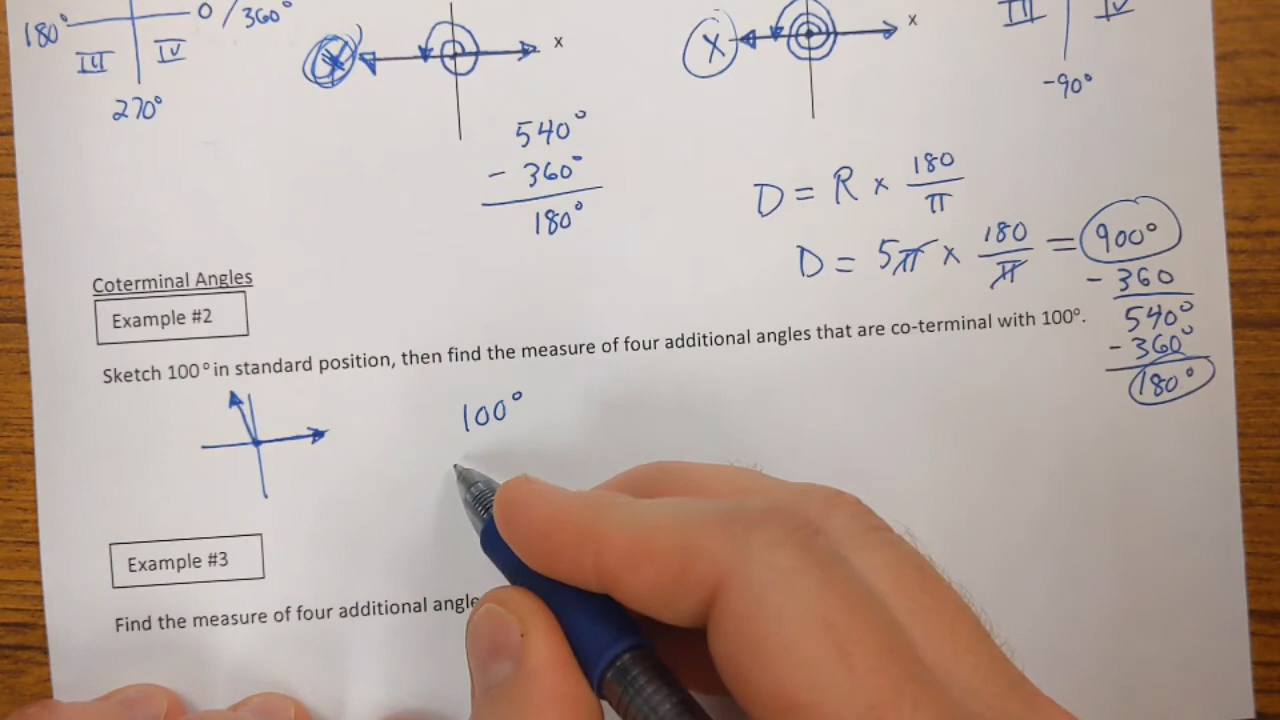 180° 0 / 360°
III IV
270°
X x
540°
- 360°
180°
X x
III IV
-90°
D = R × 180/π
D = 5π × 180/π = 900°
- 360
540°
- 360°
180°
Coterminal Angles
Example #2
Sketch 100° in standard position, then find the measure of four additional angles that are co-terminal with 100°.
100°
Example #3
Find the measure of four additional angle